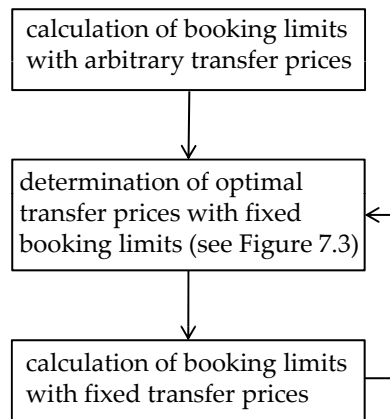 calculation of booking limits
with arbitrary transfer prices
determination of optimal
transfer prices with fixed
booking limits (see Figure 7.3)
calculation of booking limits
with fixed transfer prices